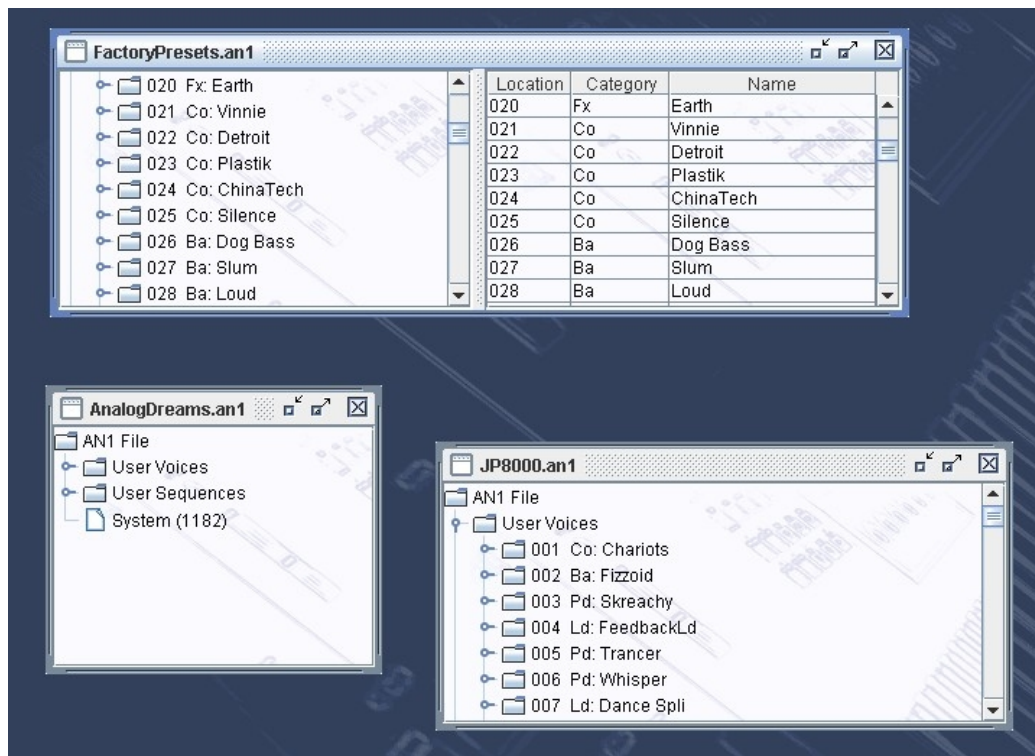 FactoryPresets.an1
020 Fx: Earth
021 Co: Vinnie
022 Co: Detroit
023 Co: Plastik
024 Co: ChinaTech
025 Co: Silence
026 Ba: Dog Bass
027 Ba: Slum
028 Ba: Loud
Location Category Name
020 Fx Earth
021 Co Vinnie
022 Co Detroit
023 Co Plastik
024 Co ChinaTech
025 Co Silence
026 Ba Dog Bass
027 Ba Slum
028 Ba Loud
AnalogDreams.an1
AN1 File
User Voices
User Sequences
System (1182)
JP8000.an1
AN1 File
User Voices
001 Co: Chariots
002 Ba: Fizzoid
003 Pd: Skreachy
004 Ld: FeedbackLd
005 Pd: Trancer
006 Pd: Whisper
007 Ld: Dance Spli